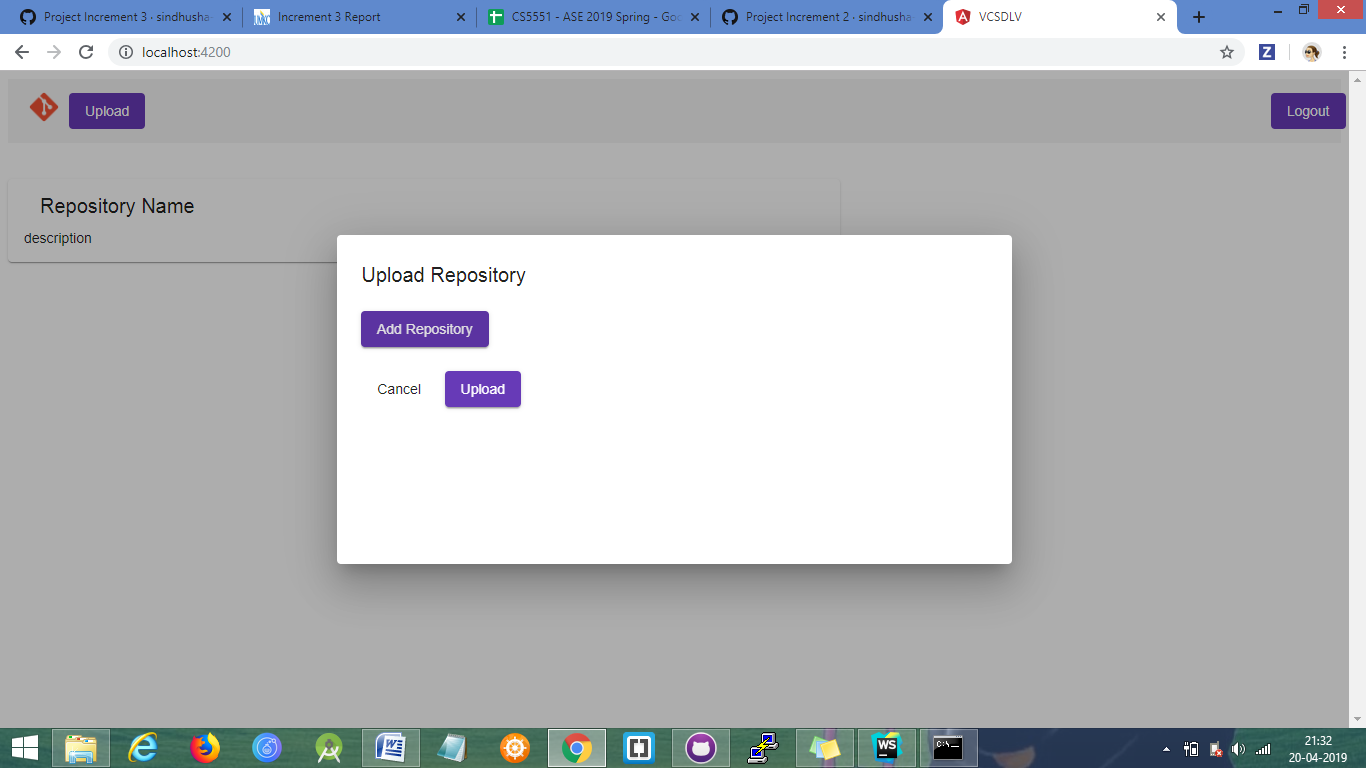 Project Increment 3 · sindhusha
Increment 3 Report
CS5551 - ASE 2019 Spring - Goo
Project Increment 2 · sindhusha
VCSDLV
localhost:4200
Z
Upload
Logout
Repository Name
description
Upload Repository
Add Repository
Cancel
Upload
WS
C:\
21:32
20-04-2019